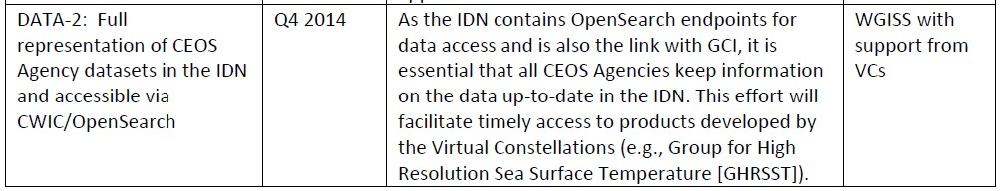 DATA-2:  Full
representation of CEOS
Agency datasets in the IDN
and accessible via
CWIC/OpenSearch
Q4 2014
As the IDN contains OpenSearch endpoints for
data access and is also the link with GCI, it is
essential that all CEOS Agencies keep information
on the data up-to-date in the IDN. This effort will
facilitate timely access to products developed by
the Virtual Constellations (e.g., Group for High
Resolution Sea Surface Temperature [GHRSST]).
WGISS with
support from
VCs